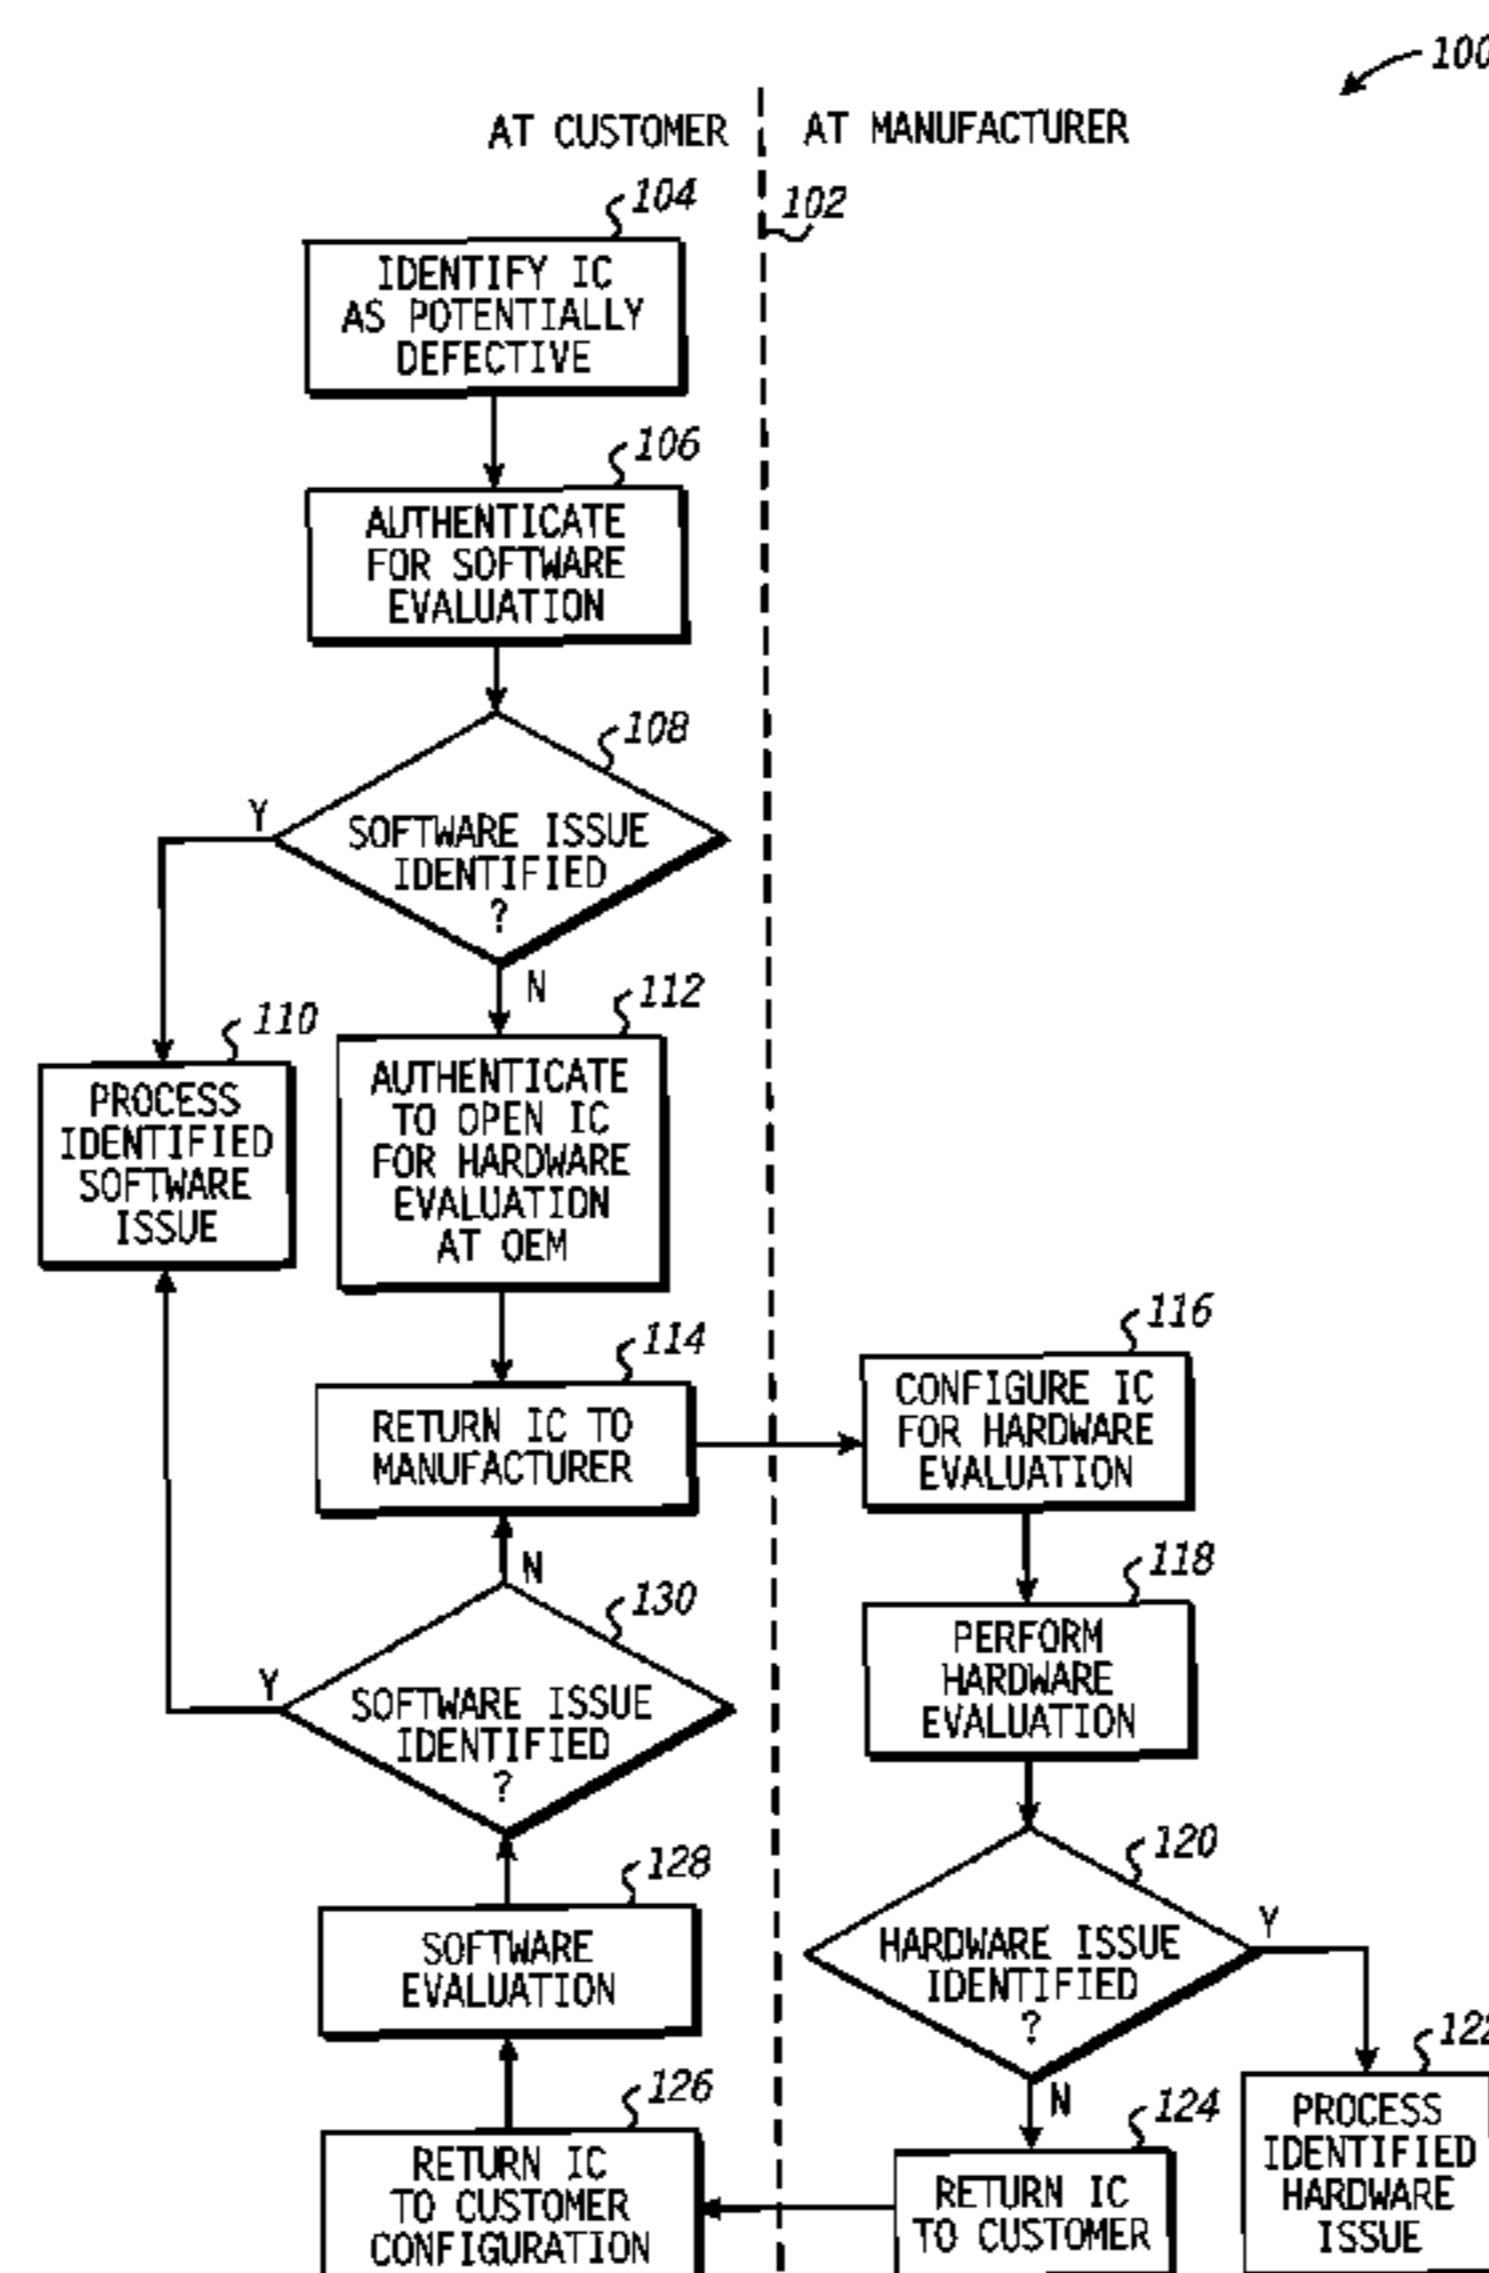 100
AT CUSTOMER
AT MANUFACTURER
102
104
IDENTIFY IC
AS POTENTIALLY
DEFECTIVE
106
AUTHENTICATE
FOR SOFTWARE
EVALUATION
108
SOFTWARE ISSUE
IDENTIFIED
?
Y
N
110
PROCESS
IDENTIFIED
SOFTWARE
ISSUE
112
AUTHENTICATE
TO OPEN IC
FOR HARDWARE
EVALUATION
AT OEM
114
RETURN IC TO
MANUFACTURER
116
CONFIGURE IC
FOR HARDWARE
EVALUATION
118
PERFORM
HARDWARE
EVALUATION
N
130
SOFTWARE ISSUE
IDENTIFIED
?
Y
120
HARDWARE ISSUE
IDENTIFIED
?
Y
N
128
SOFTWARE
EVALUATION
122
PROCESS
IDENTIFIED
HARDWARE
ISSUE
124
RETURN IC
TO CUSTOMER
126
RETURN IC
TO CUSTOMER
CONFIGURATION